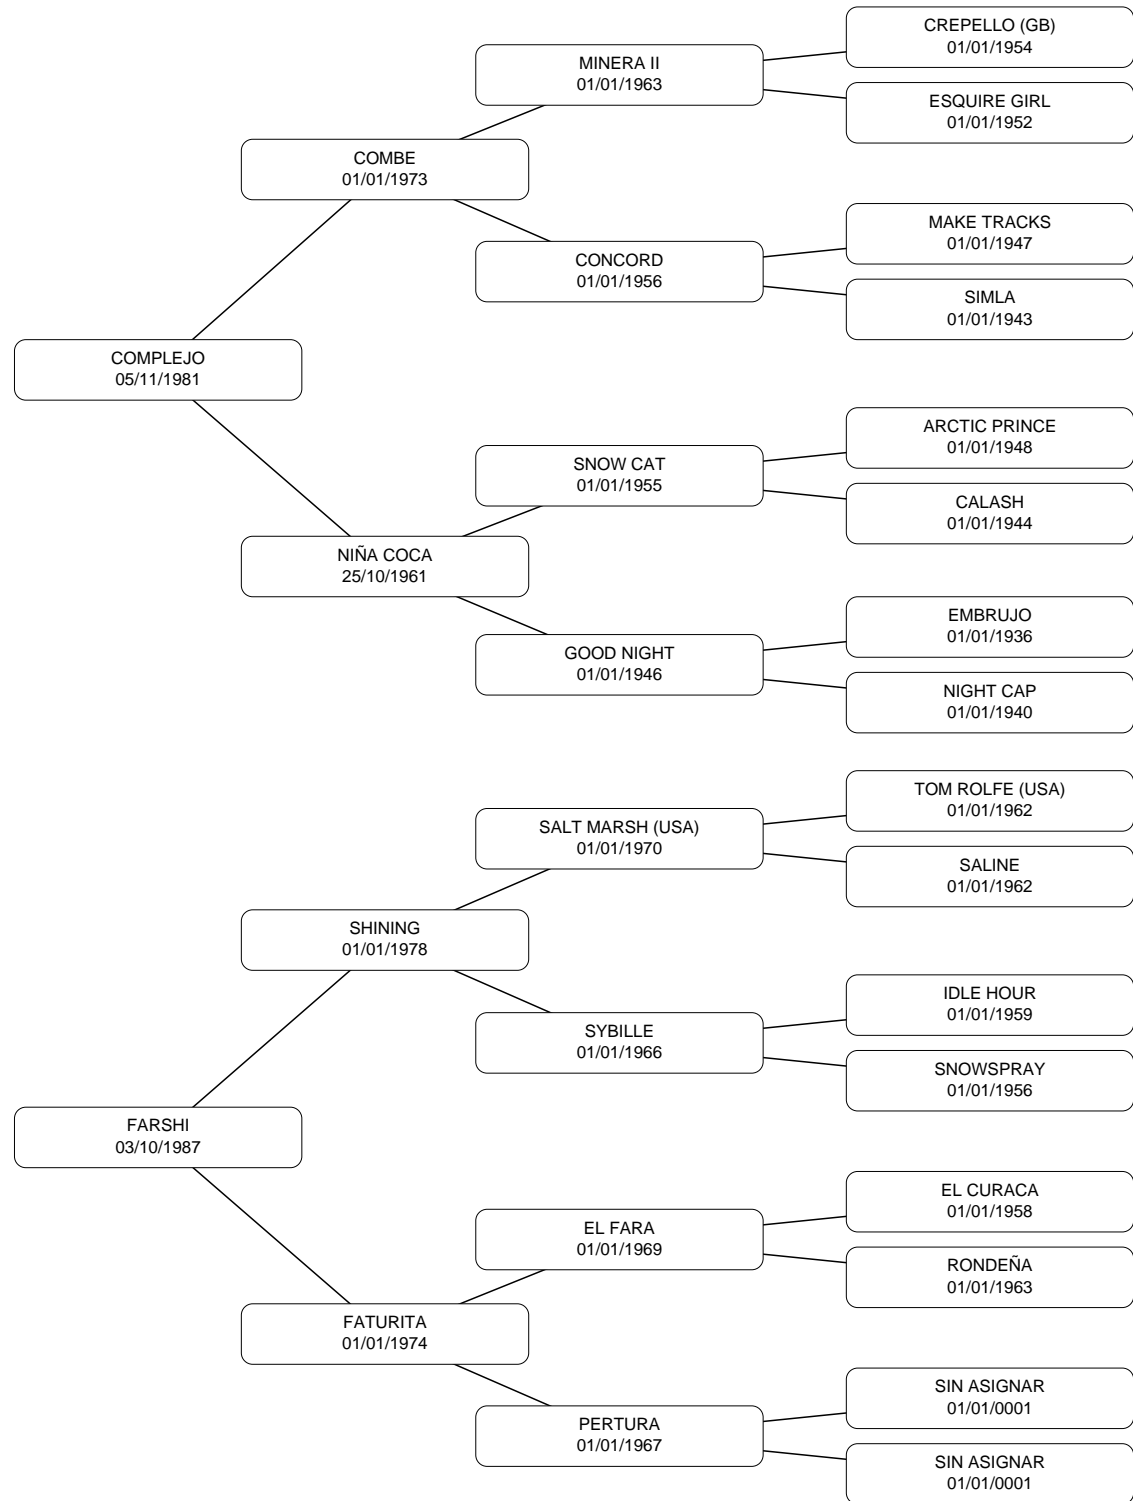 CREPELLO (GB)
01/01/1954
MINERA II
01/01/1963
ESQUIRE GIRL
01/01/1952
COMBE
01/01/1973
MAKE TRACKS
01/01/1947
CONCORD
01/01/1956
SIMLA
01/01/1943
COMPLEJO
05/11/1981
ARCTIC PRINCE
01/01/1948
SNOW CAT
01/01/1955
CALASH
01/01/1944
NIÑA COCA
25/10/1961
EMBRUJO
01/01/1936
GOOD NIGHT
01/01/1946
NIGHT CAP
01/01/1940
TOM ROLFE (USA)
01/01/1962
SALT MARSH (USA)
01/01/1970
SALINE
01/01/1962
SHINING
01/01/1978
IDLE HOUR
01/01/1959
SYBILLE
01/01/1966
SNOWSPRAY
01/01/1956
FARSHI
03/10/1987
EL CURACA
01/01/1958
EL FARA
01/01/1969
RONDEÑA
01/01/1963
FATURITA
01/01/1974
SIN ASIGNAR
01/01/0001
PERTURA
01/01/1967
SIN ASIGNAR
01/01/0001